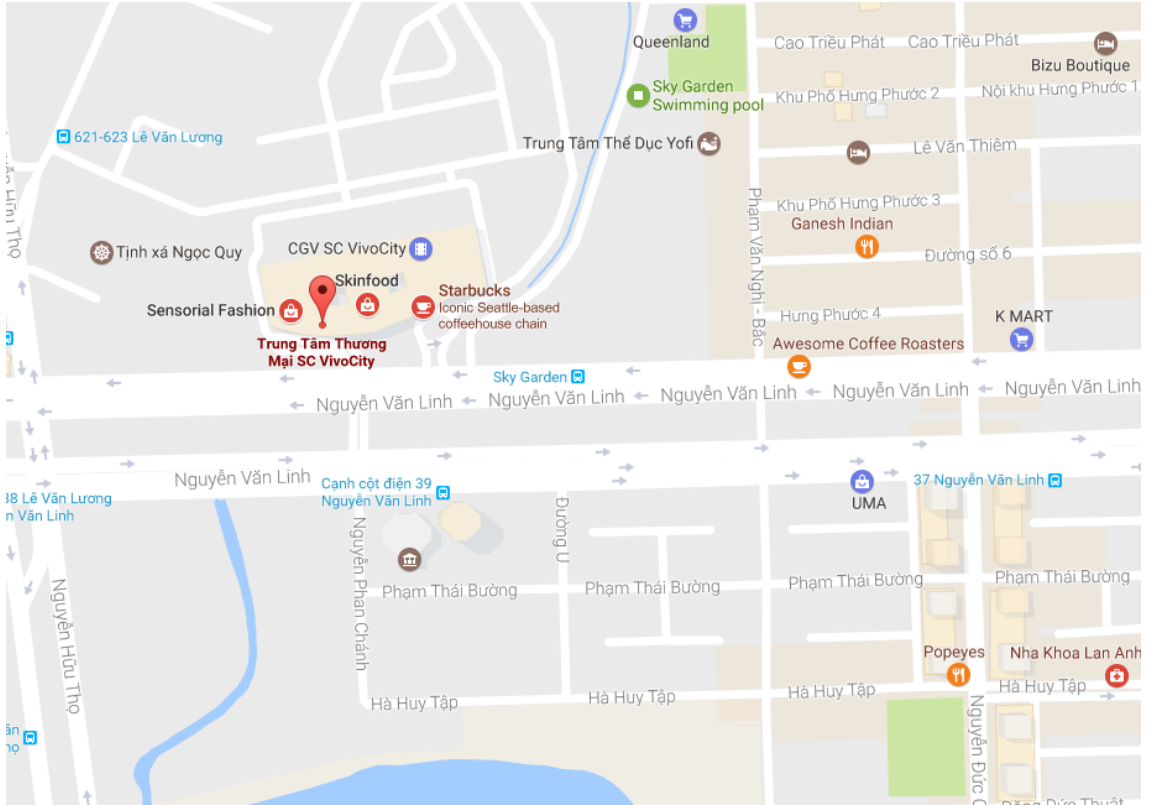 Queenland
Cao Triều Phát
Cao Triều Phát
Bizu Boutique
Sky Garden
Swimming pool
Khu Phố Hưng Phước 2
Nội khu Hưng Phước 1
621-623 Lê Văn Lương
Trung Tâm Thể Dục Yofi
Lê Văn Thiêm
Phạm Văn Nghị - Bắc
Khu Phố Hưng Phước 3
Ganesh Indian
Tịnh xá Ngọc Quy
CGV SC VivoCity
Đường số 6
Skinfood
Starbucks
Iconic Seattle-based
coffeehouse chain
Sensorial Fashion
Hưng Phước 4
K MART
Trung Tâm Thương
Mại SC VivoCity
Awesome Coffee Roasters
Sky Garden
Nguyễn Văn Linh
Nguyễn Văn Linh
Nguyễn Văn Linh
Nguyễn Văn Linh
Nguyễn Văn Linh
Nguyễn Văn Linh
Cạnh cột điện 39
Nguyễn Văn Linh
37 Nguyễn Văn Linh
38 Lê Văn Lương
n Văn Linh
UMA
Nguyễn Phan Chánh
Đường U
Phạm Thái Bường
Phạm Thái Bường
Phạm Thái Bường
Phạm Thái Bường
Nguyễn Hữu Thọ
Popeyes
Nha Khoa Lan Anh
Hà Huy Tập
Hà Huy Tập
Hà Huy Tập
Hà Huy Tập
Nguyễn Đức C